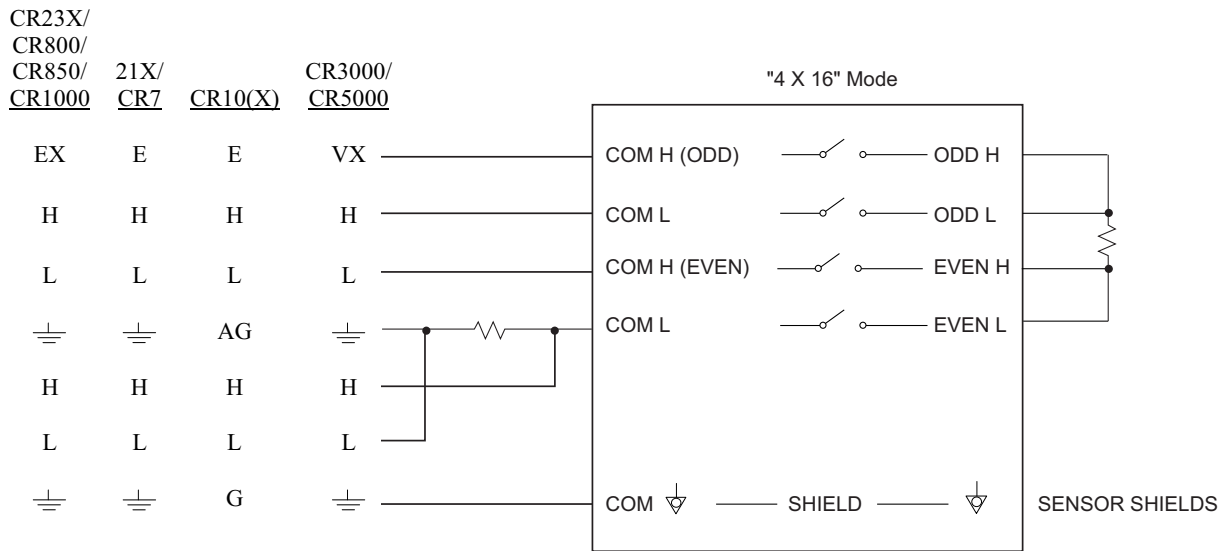 CR23X/
CR800/
CR850/ 21X/ CR3000/
CR1000 CR7 CR10(X) CR5000
"4 X 16" Mode
EX E E VX COM H (ODD) ODD H
H H H H COM L ODD L
L L L L COM H (EVEN) EVEN H
AG COM L EVEN L
H H H H
L L L L
G COM SHIELD SENSOR SHIELDS